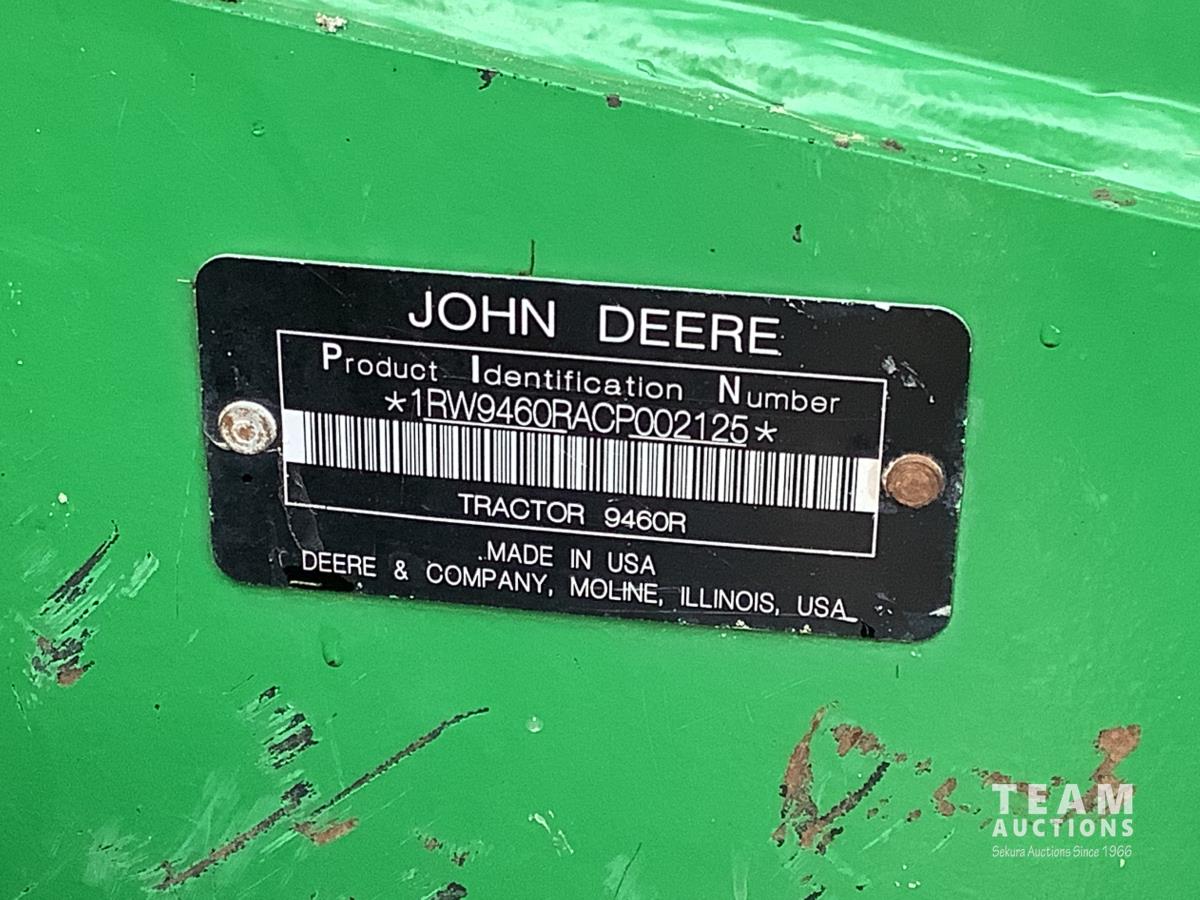 JOHN DEERE
Product Identification Number
*1RW9460RACP002125*
TRACTOR 9460R
MADE IN USA
DEERE & COMPANY, MOLINE, ILLINOIS, USA
TEAM
AUCTIONS
Sekura Auctions Since 1966